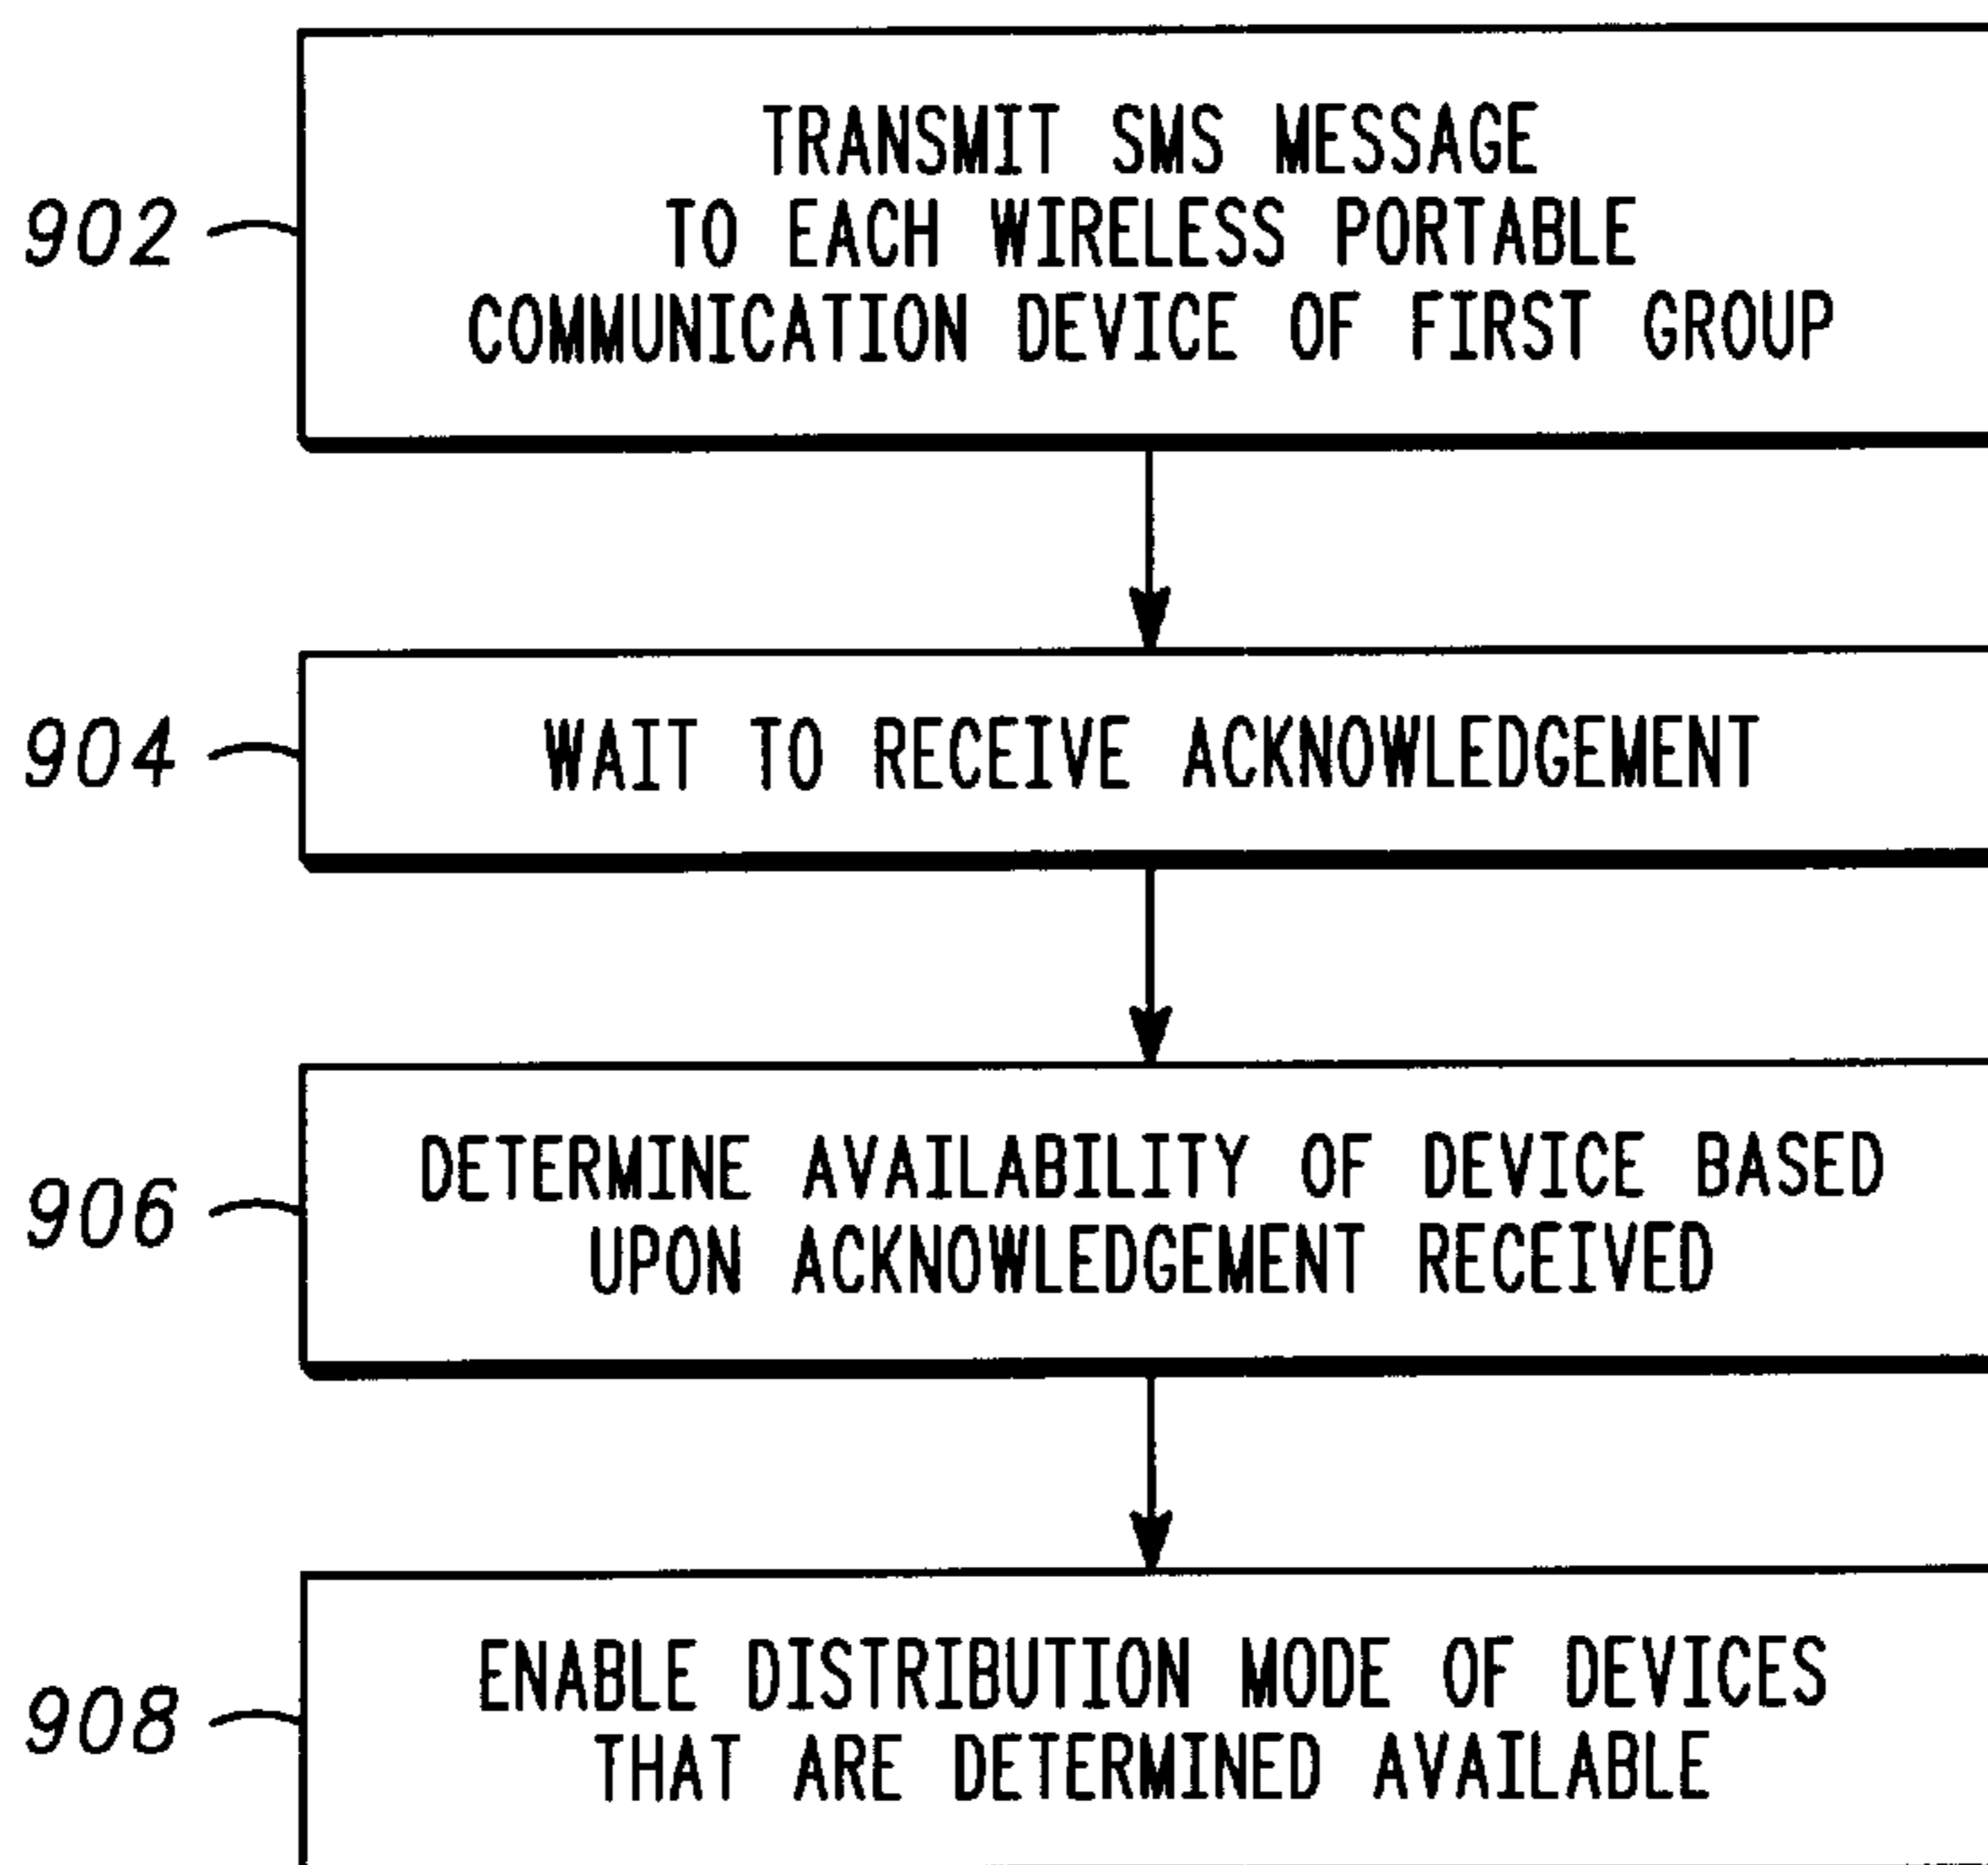 902
TRANSMIT SMS MESSAGE
TO EACH WIRELESS PORTABLE
COMMUNICATION DEVICE OF FIRST GROUP
904
WAIT TO RECEIVE ACKNOWLEDGEMENT
906
DETERMINE AVAILABILITY OF DEVICE BASED
UPON ACKNOWLEDGEMENT RECEIVED
908
ENABLE DISTRIBUTION MODE OF DEVICES
THAT ARE DETERMINED AVAILABLE